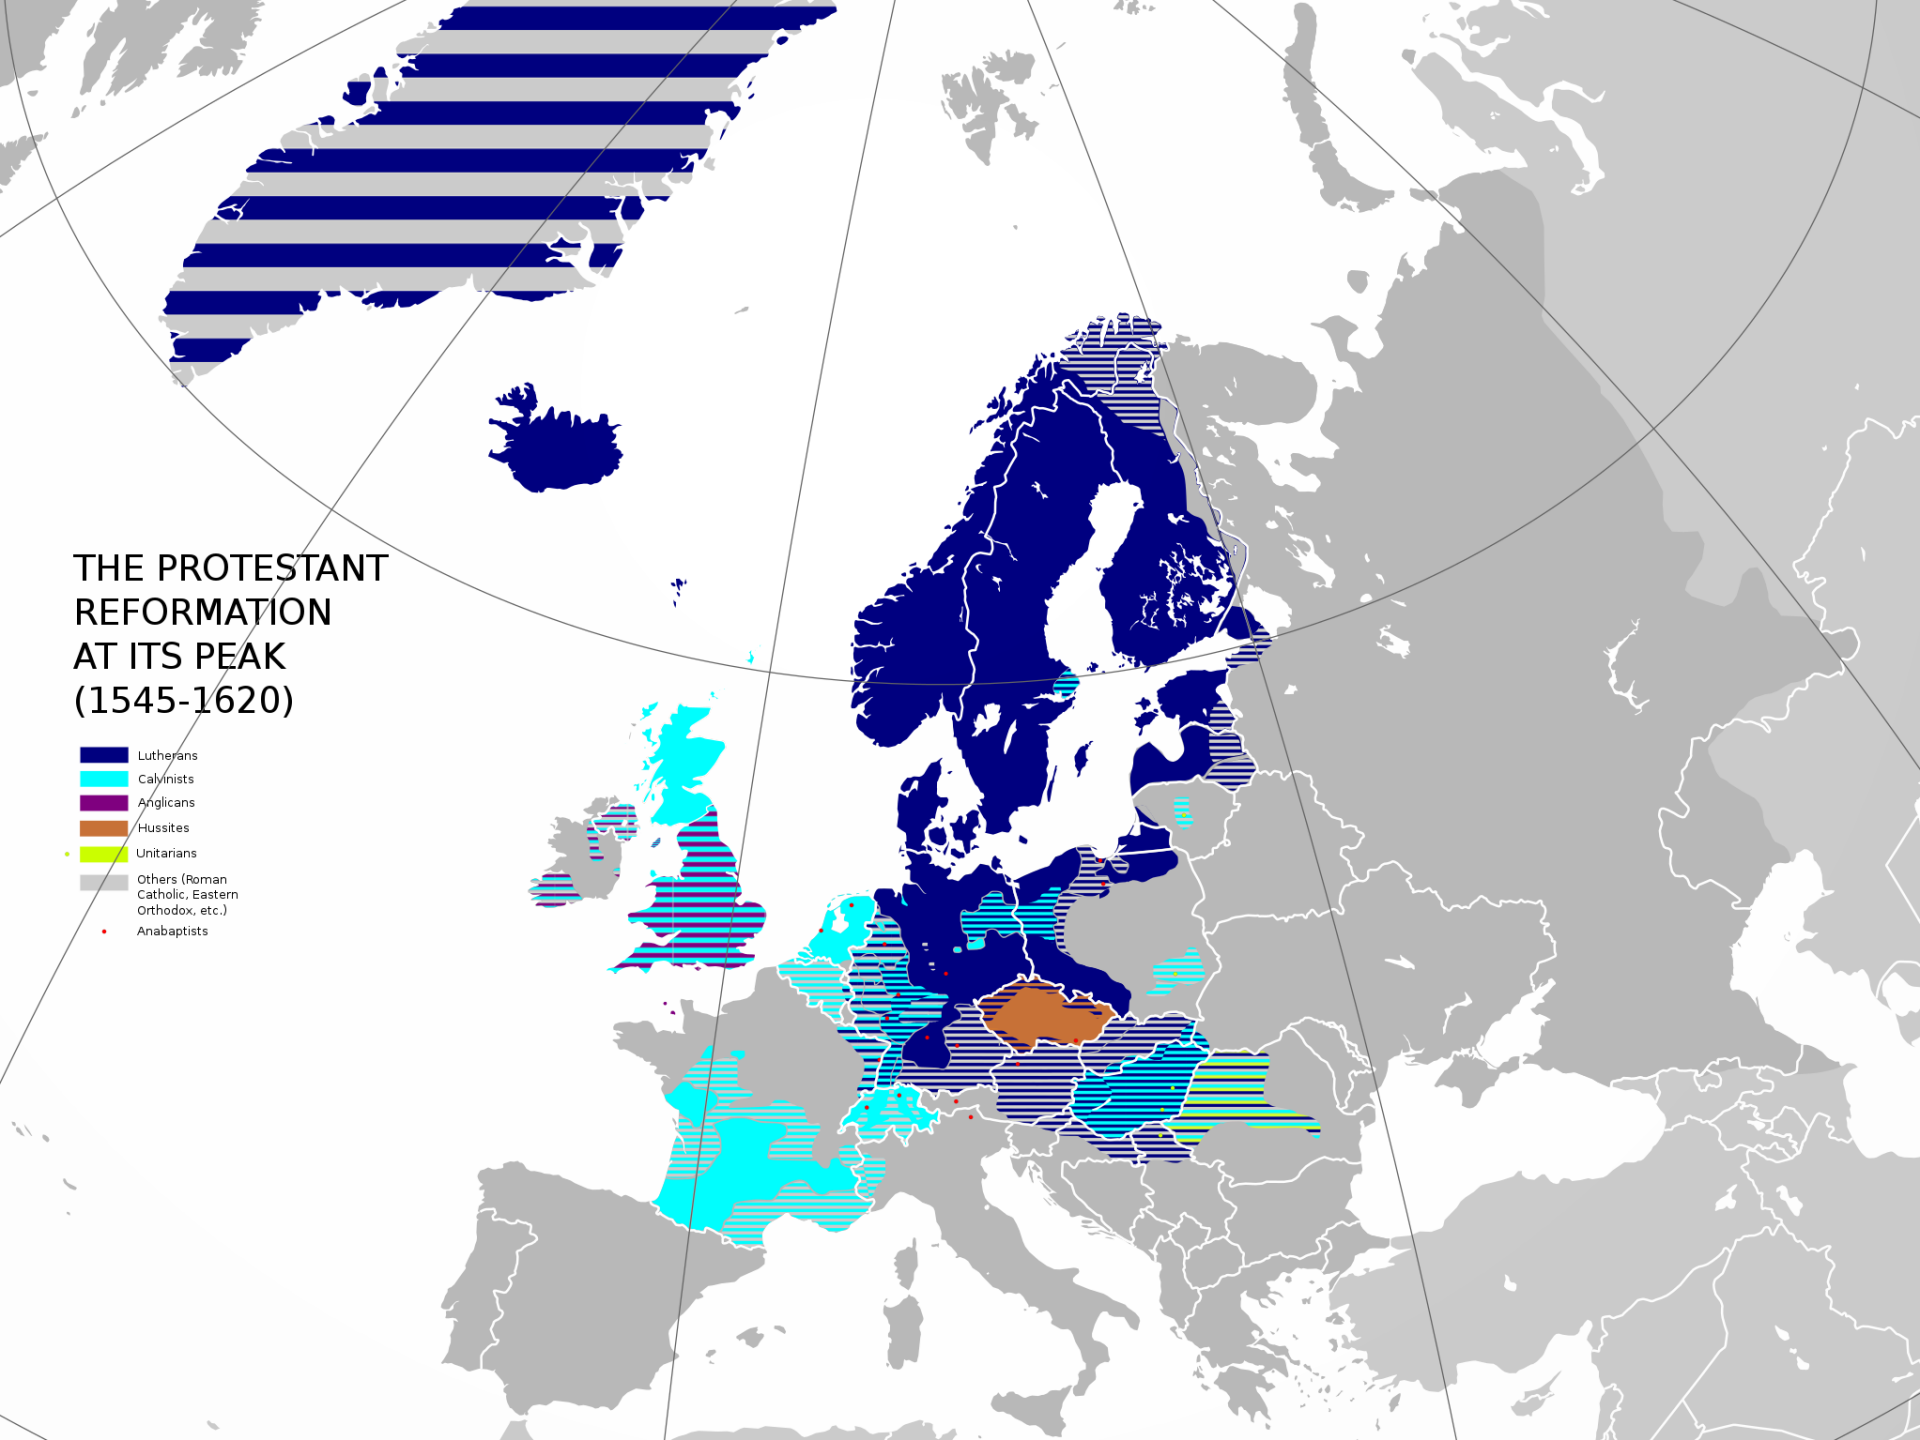 THE PROTESTANT
REFORMATION
AT ITS PEAK
(1545-1620)
Lutherans
Calvinists
Anglicans
Hussites
Unitarians
Others (Roman
Catholic, Eastern
Orthodox, etc.)
Anabaptists